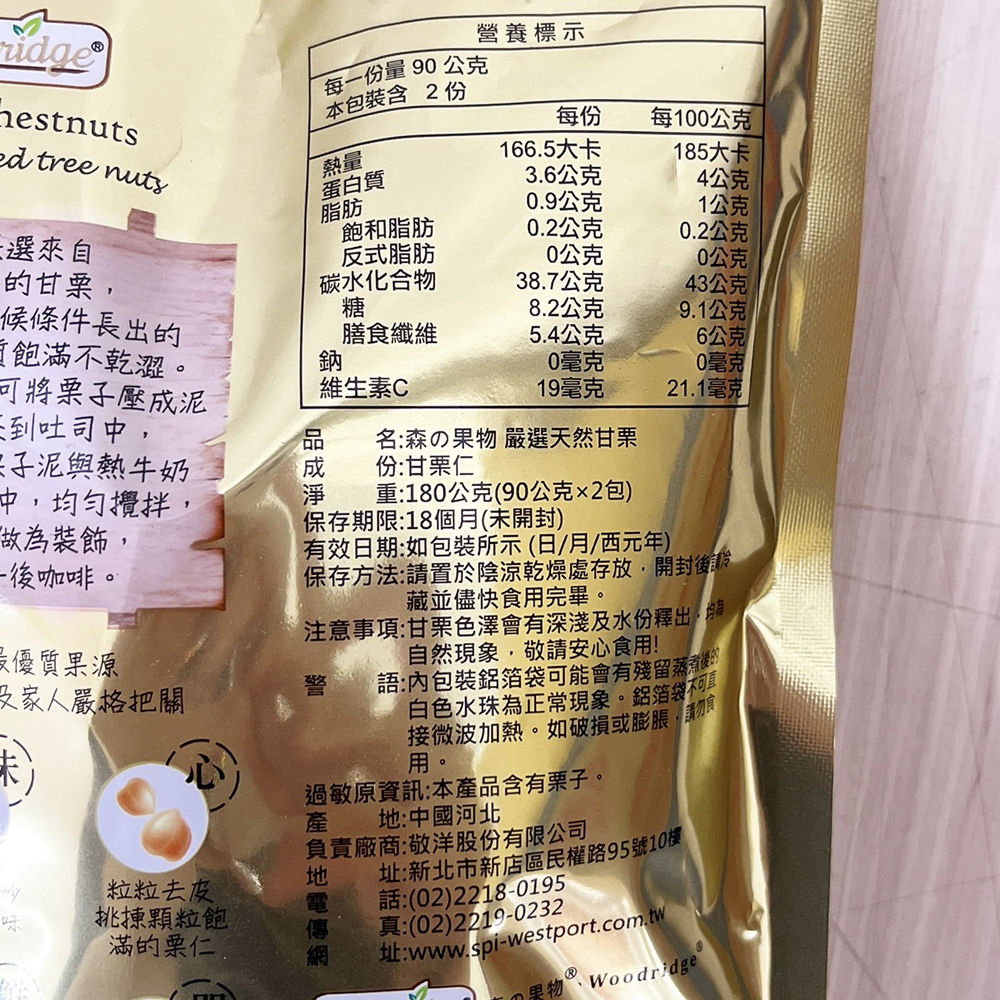 ridge®
hestnuts
ed tree nuts
選來自
的甘栗，
候條件長出的
飽滿不乾澀。
可將栗子壓成泥
到吐司中，
子泥與熱牛奶
中，均勻攪拌，
做為裝飾，
後咖啡。
優質果源
及家人嚴格把關
味
心
粒粒去皮
挑揀顆粒飽
滿的栗仁
味
營養標示
每一份量 90 公克
本包裝含 2 份
每份 每100公克
熱量 166.5大卡 185大卡
蛋白質 3.6公克 4公克
脂肪 0.9公克 1公克
飽和脂肪 0.2公克 0.2公克
反式脂肪 0公克 0公克
碳水化合物 38.7公克 43公克
糖 8.2公克 9.1公克
膳食纖維 5.4公克 6公克
鈉 0毫克 0毫克
維生素C 19毫克 21.1毫克
品名:森の果物 嚴選天然甘栗
成份:甘栗仁
淨重:180公克(90公克×2包)
保存期限:18個月(未開封)
有效日期:如包裝所示 (日/月/西元年)
保存方法:請置於陰涼乾燥處存放，開封後請冷
藏並儘快食用完畢。
注意事項:甘栗色澤會有深淺及水份釋出，均為
自然現象，敬請安心食用!
警語:內包裝鋁箔袋可能會有殘留蒸煮後的
白色水珠為正常現象。鋁箔袋不可直
接微波加熱。如破損或膨脹，請勿食
用。
過敏原資訊:本產品含有栗子。
產地:中國河北
負責廠商:敬洋股份有限公司
地址:新北市新店區民權路95號10樓
電話:(02)2218-0195
傳真:(02)2219-0232
網址:www.spi-westport.com.tw
森の果物®、Woodridge®